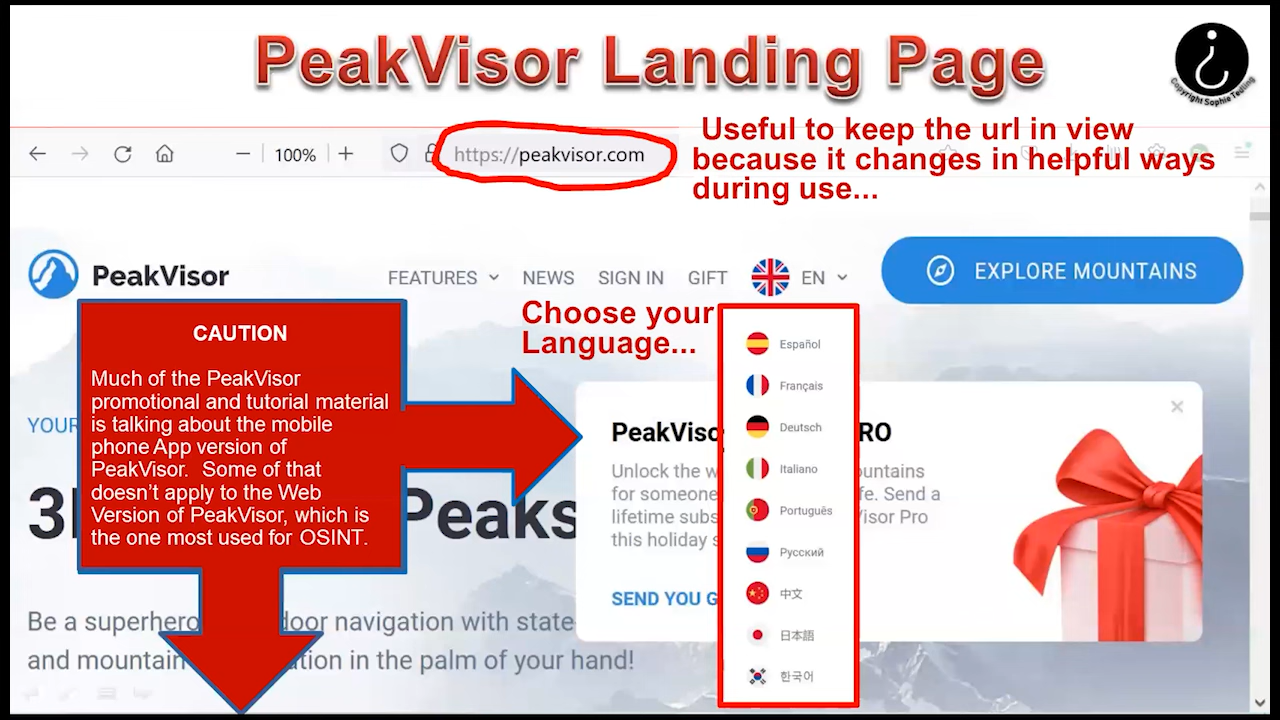 PeakVisor Landing Page
Copyright Sophie Tedling
Useful to keep the url in view
because it changes in helpful ways
during use...
100%
https://peakvisor.com
PeakVisor
FEATURES
NEWS
SIGN IN
GIFT
EN
EXPLORE MOUNTAINS
Choose your
Language...
CAUTION
Much of the PeakVisor
promotional and tutorial material
is talking about the mobile
phone App version of
PeakVisor. Some of that
doesn't apply to the Web
Version of PeakVisor, which is
the one most used for OSINT.
Español
Français
Deutsch
Italiano
Português
Русский
中文
日本語
한국어
YOUR
Peaks
PeakVisor
RO
Unlock the w
ountains
for someone
fe. Send a
lifetime subs
Visor Pro
this holiday s
SEND YOU G
Be a superhero
door navigation with state-
and mountain
tion in the palm of your hand!